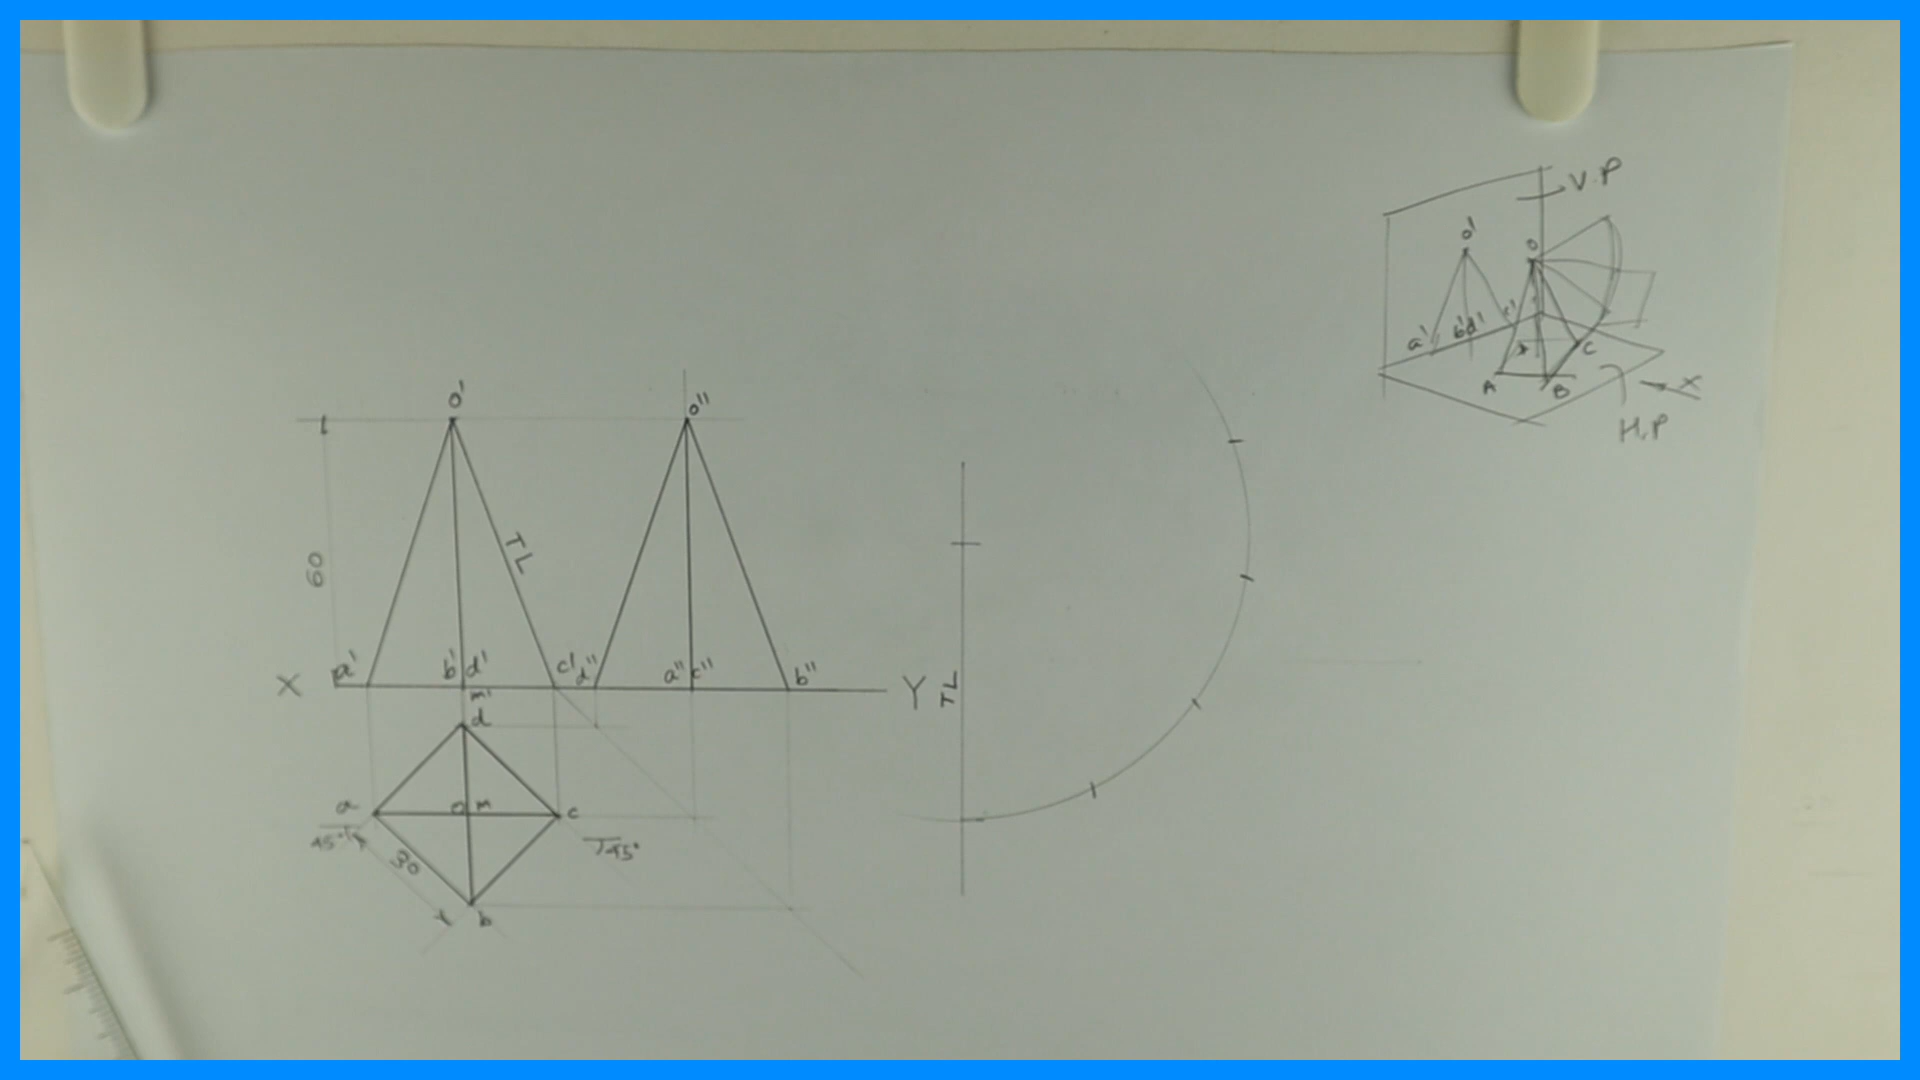 V.P
o'
o
a' b'd' c'
A B C
X
H.P
o' o"
TL
60
X a' b' d' c' d" a" c" b" Y
m'
TL
d
a o m c
45° 45°
30
b